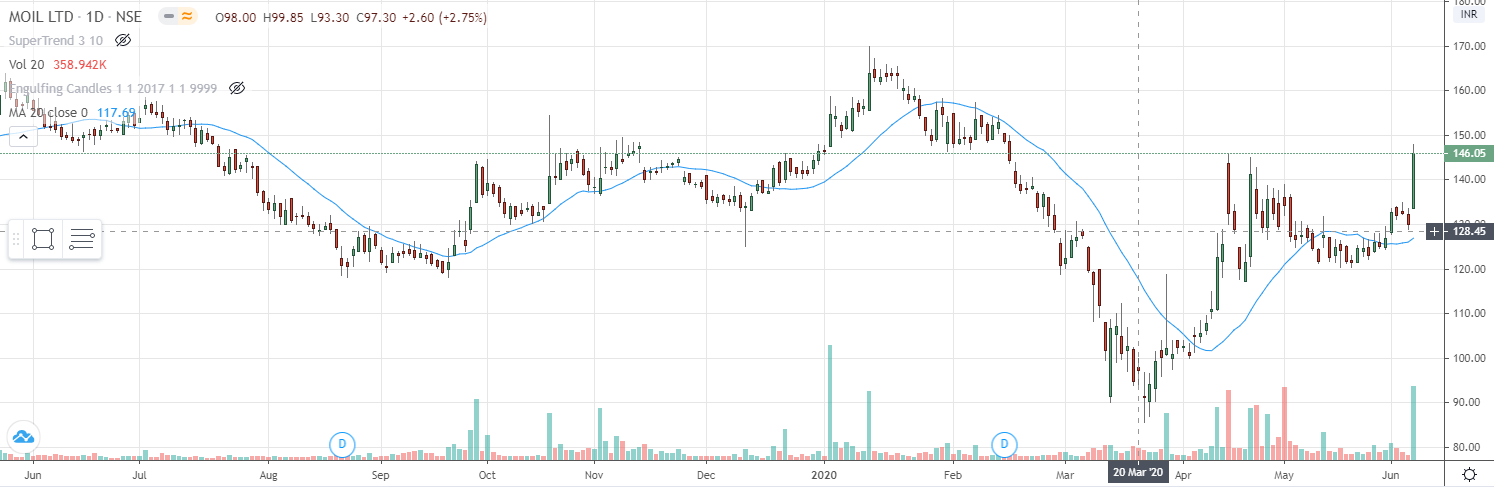 MOIL LTD · 1D · NSE O98.00 H99.85 L93.30 C97.30 +2.60 (+2.75%)
SuperTrend 3 10
Vol 20 358.942K
Engulfing Candles 1 1 2017 1 1 9999
MA 20 close 0 117.69
180.00
INR
170.00
160.00
150.00
146.05
140.00
130.00
128.45
120.00
110.00
100.00
90.00
80.00
D D
Jun Jul Aug Sep Oct Nov Dec 2020 Feb Mar 20 Mar '20 Apr May Jun